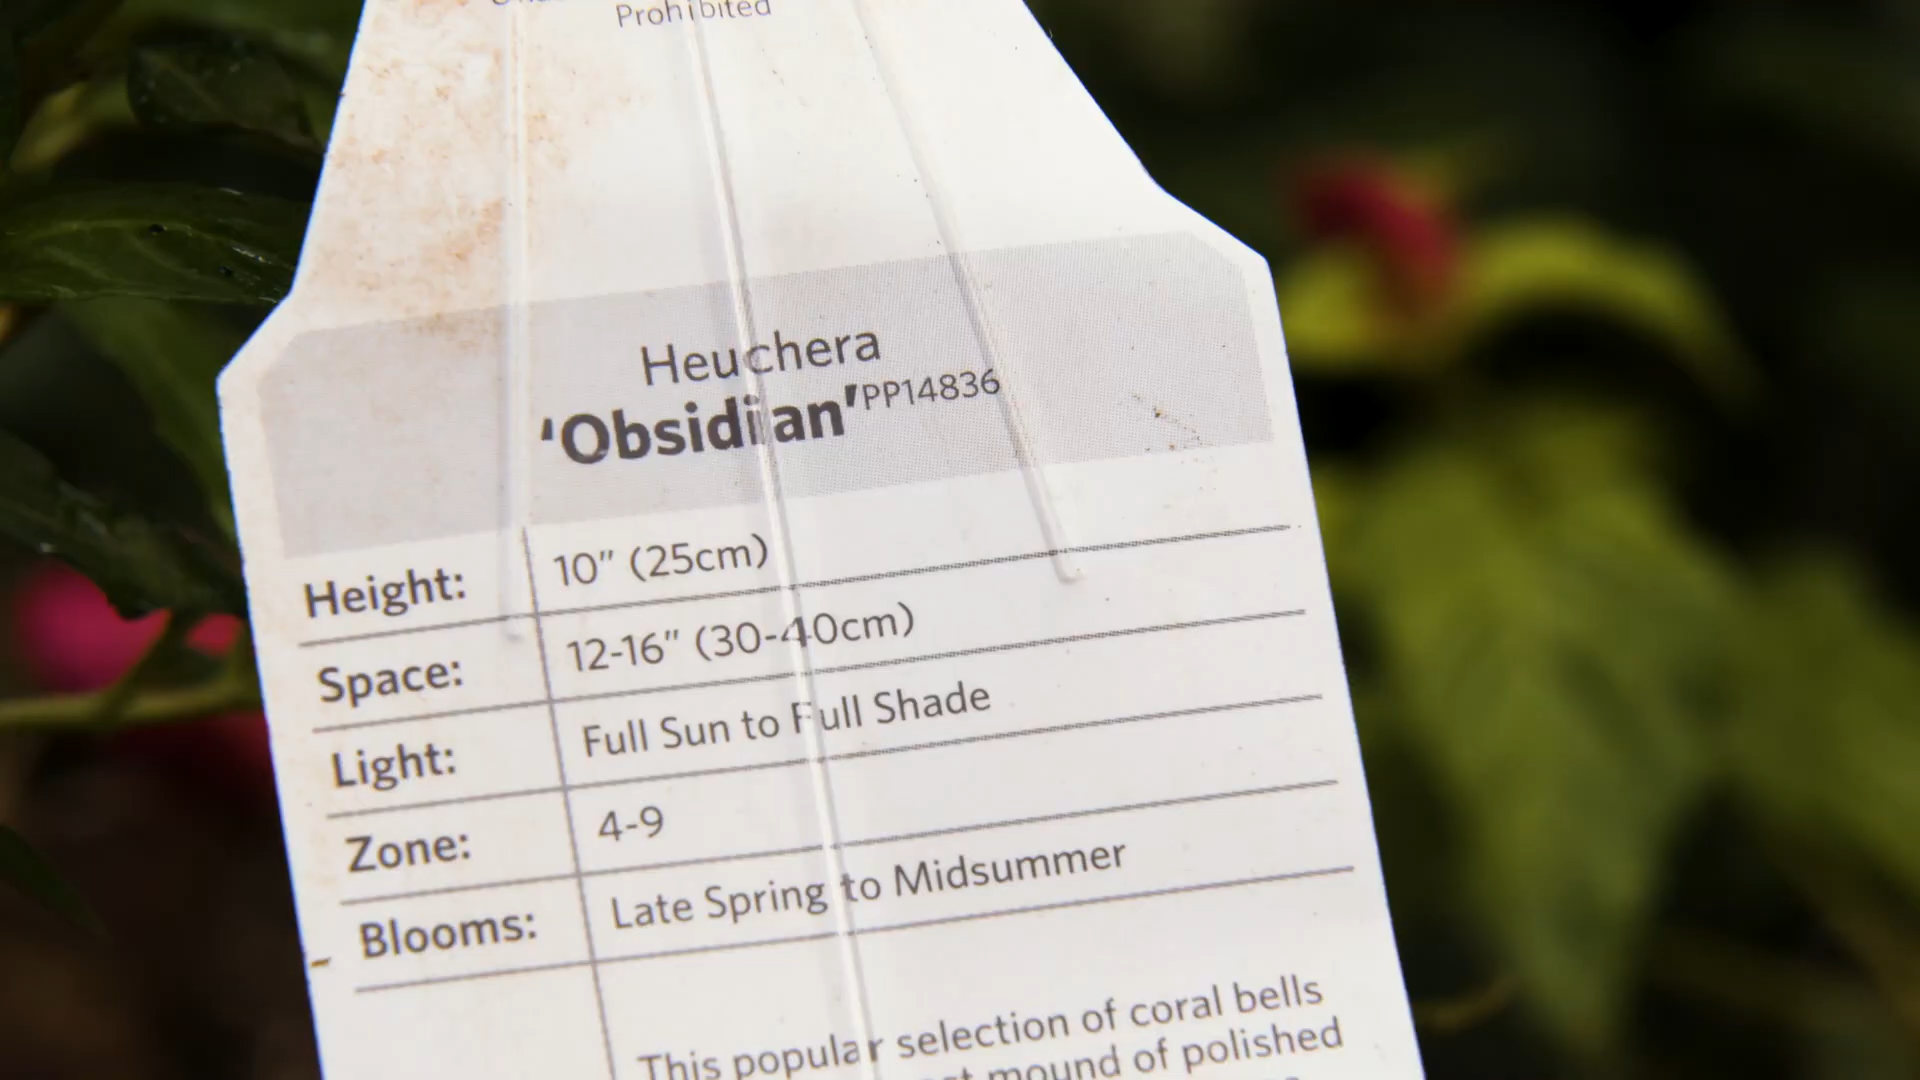 Prohibited
Heuchera
'Obsidian' PP14836
Height: 10" (25cm)
Space: 12-16" (30-40cm)
Light: Full Sun to Full Shade
Zone: 4-9
Blooms: Late Spring to Midsummer
This popular selection of coral bells
mound of polished